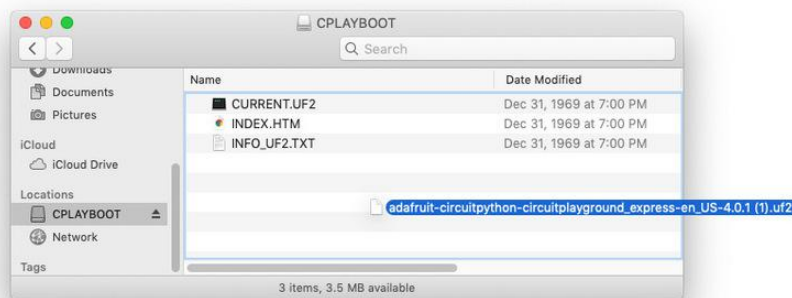 CPLAYBOOT
Search
Downloads
Documents
Pictures
iCloud
iCloud Drive
Locations
CPLAYBOOT
Network
Tags
Name Date Modified
CURRENT.UF2 Dec 31, 1969 at 7:00 PM
INDEX.HTM Dec 31, 1969 at 7:00 PM
INFO_UF2.TXT Dec 31, 1969 at 7:00 PM
adafruit-circuitpython-circuitplayground_express-en_US-4.0.1 (1).uf2
3 items, 3.5 MB available